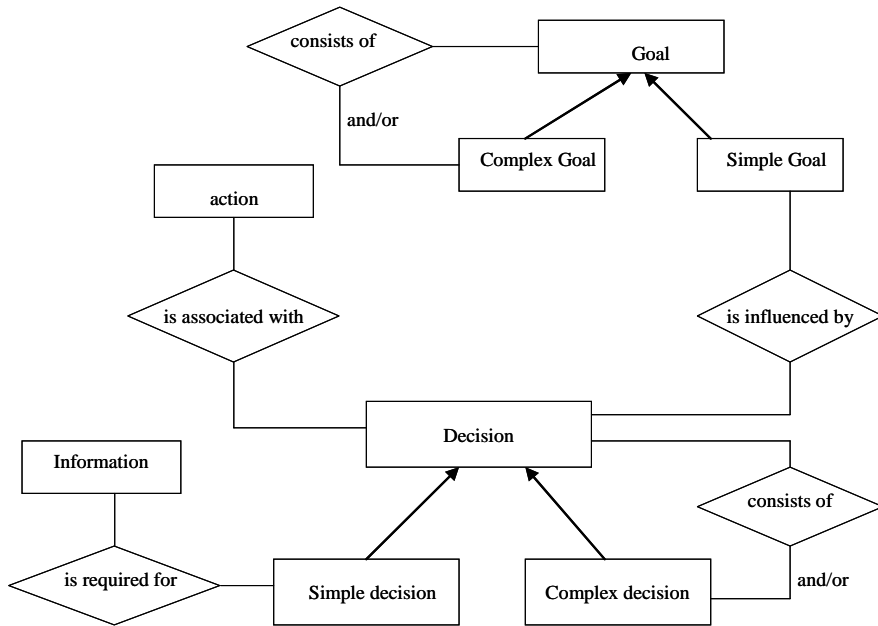 consists of
Goal
and/or
Complex Goal
Simple Goal
action
is associated with
is influenced by
Decision
Information
consists of
is required for
Simple decision
Complex decision
and/or